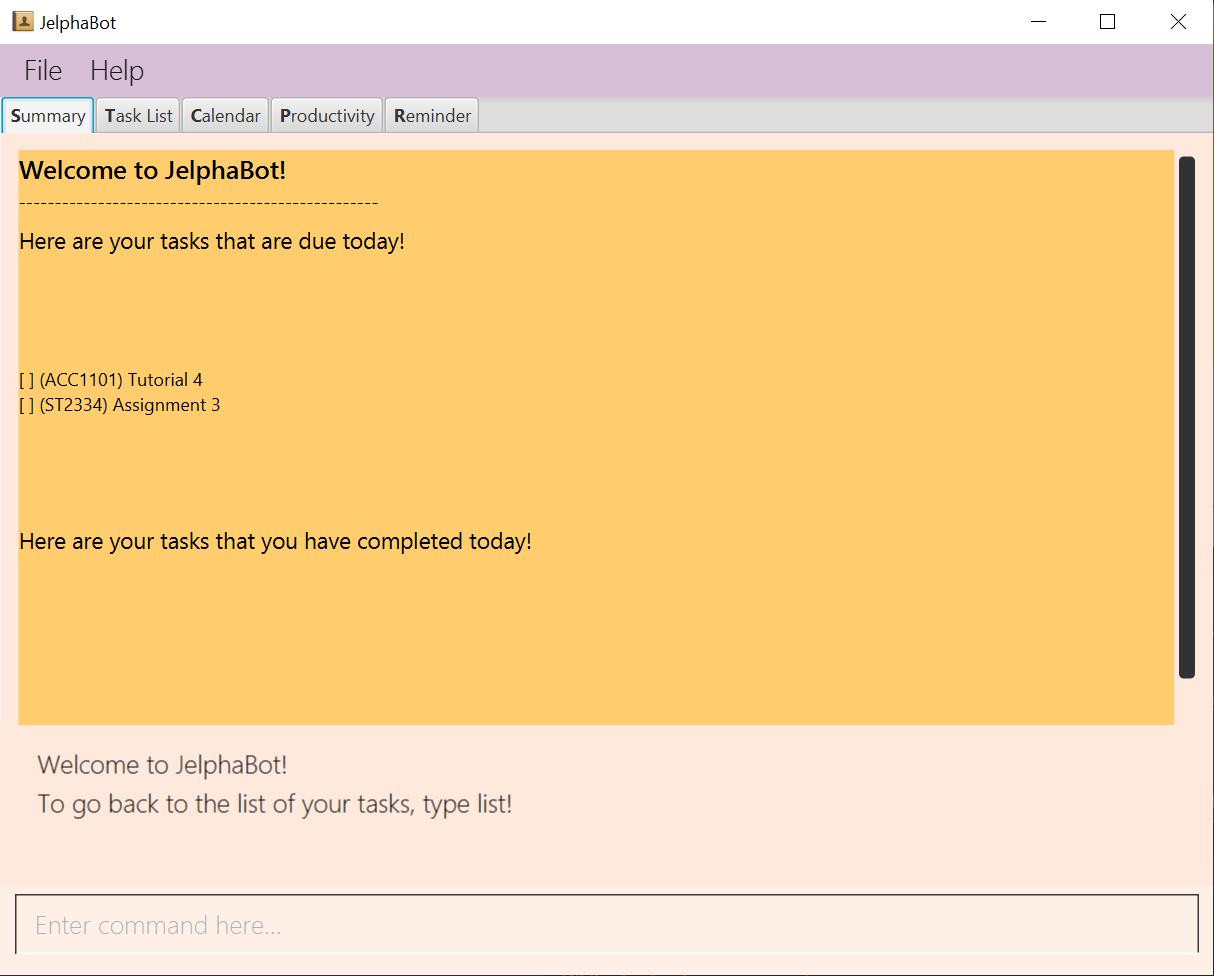 JelphaBot
File Help
Summary Task List Calendar Productivity Reminder
Welcome to JelphaBot!
--------------------------------------------------
Here are your tasks that are due today!
[ ] (ACC1101) Tutorial 4
[ ] (ST2334) Assignment 3
Here are your tasks that you have completed today!
Welcome to JelphaBot!
To go back to the list of your tasks, type list!
Enter command here...